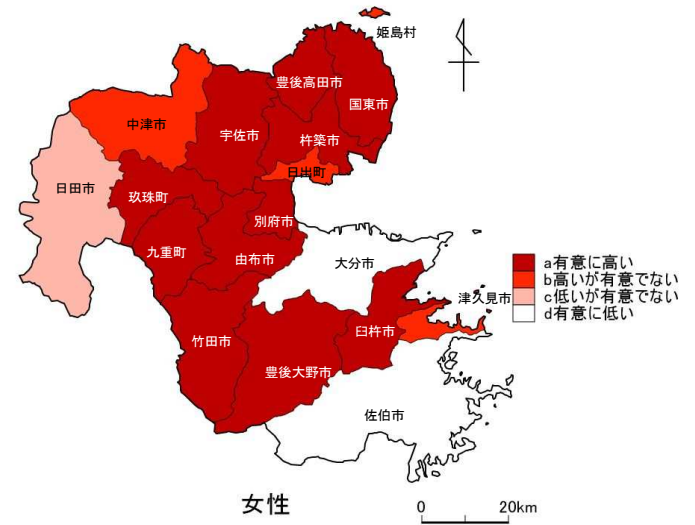 姫島村
豊後高田市
国東市
中津市
宇佐市
杵築市
日出町
日田市
玖珠町
別府市
九重町
由布市
大分市
a有意に高い
b高いが有意でない
c低いが有意でない
d有意に低い
津久見市
竹田市
臼杵市
豊後大野市
佐伯市
女性
0 20km